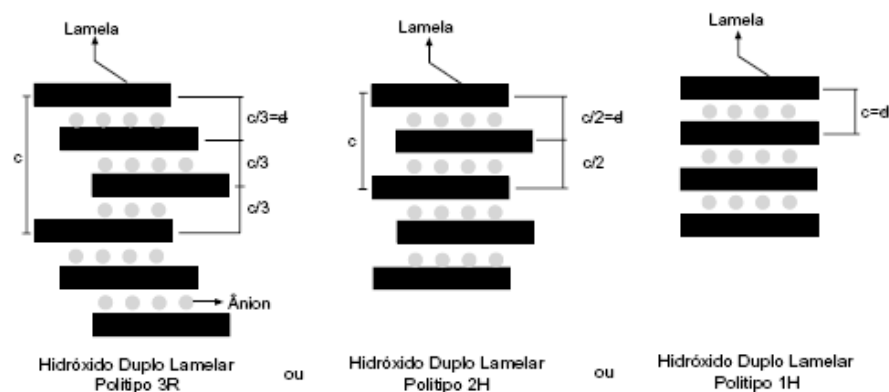 Lamela
c
c/3=d
c/3
c/3
Ânion
Hidróxido Duplo Lamelar
Politipo 3R
ou
Lamela
c
c/2=d
c/2
Hidróxido Duplo Lamelar
Politipo 2H
ou
Lamela
c=d
Hidróxido Duplo Lamelar
Politipo 1H